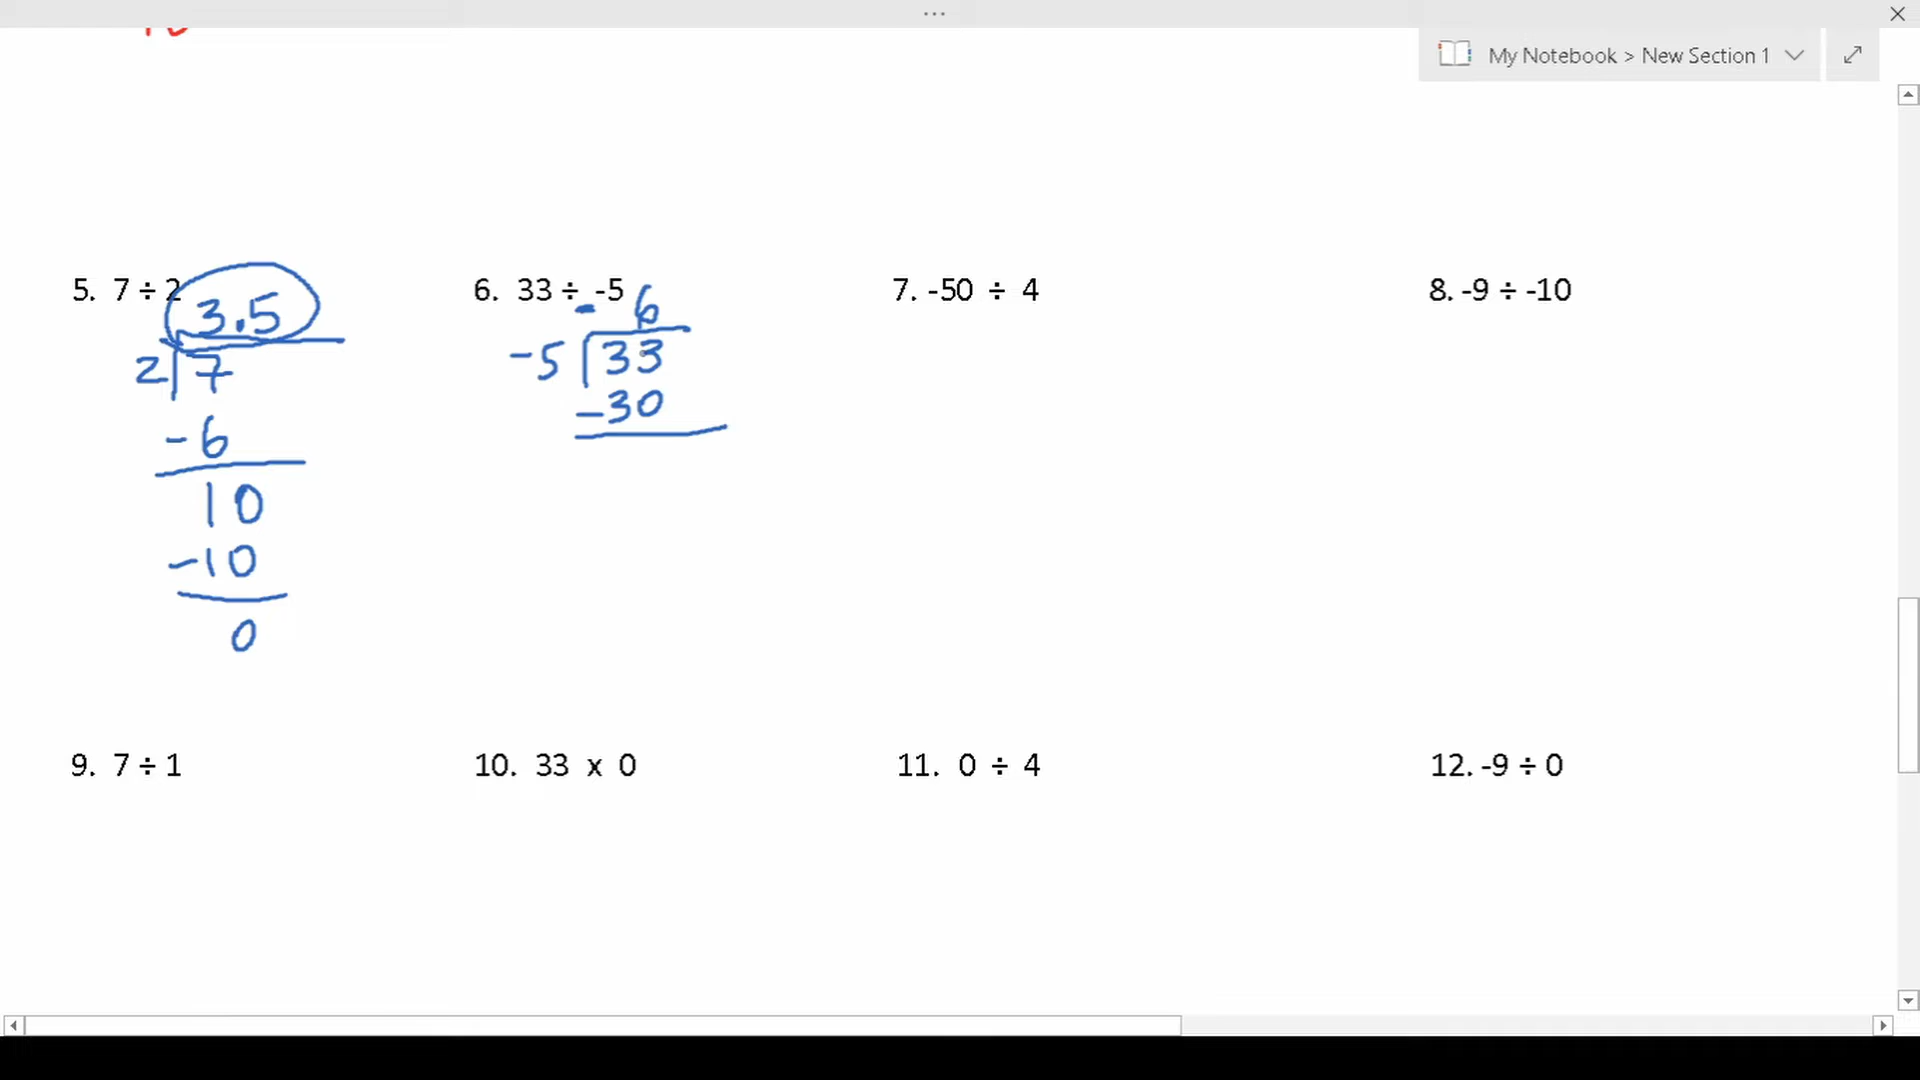 ...
My Notebook > New Section 1
5. 7 ÷ 2
3.5
2 7
-6
10
-10
0
6. 33 ÷ -5
- 6
-5 33
-30
7. -50 ÷ 4
8. -9 ÷ -10
9. 7 ÷ 1
10. 33 x 0
11. 0 ÷ 4
12. -9 ÷ 0